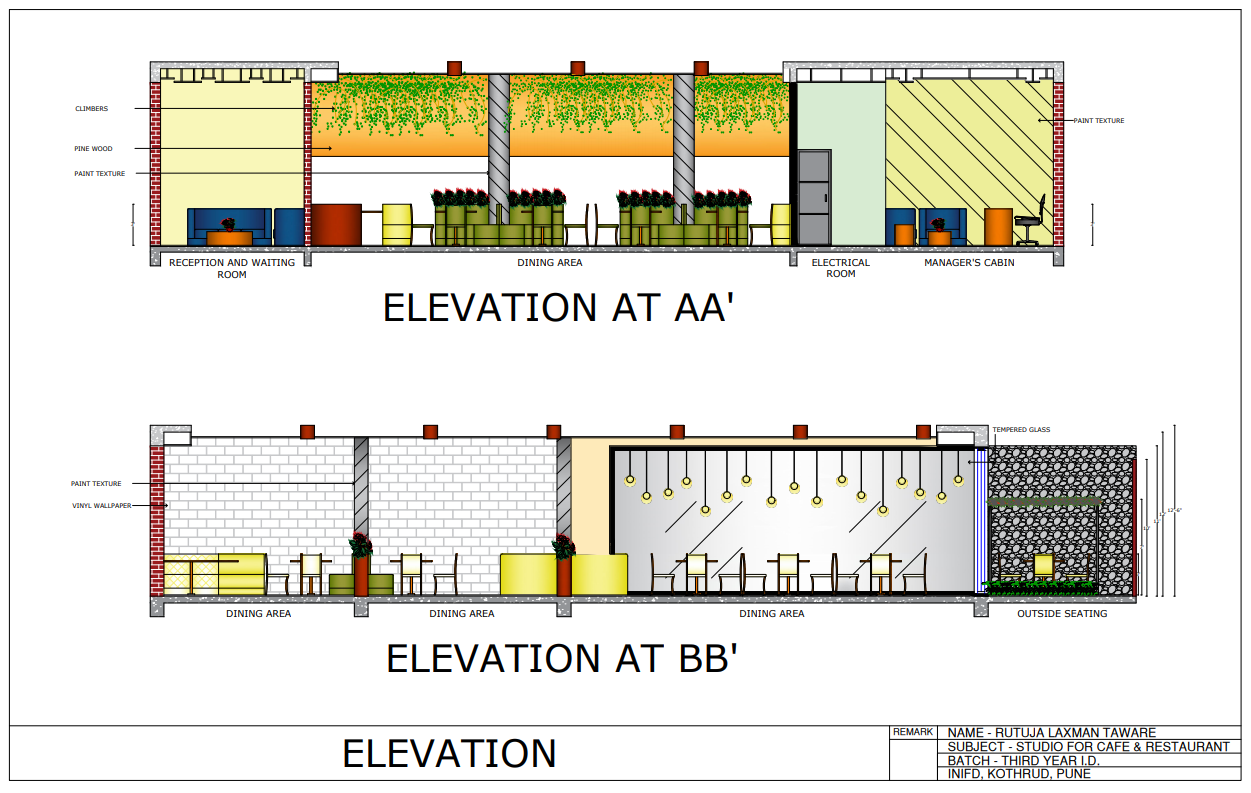 CLIMBERS
PINE WOOD
PAINT TEXTURE
PAINT TEXTURE
RECEPTION AND WAITING
ROOM
DINING AREA
ELECTRICAL
ROOM
MANAGER'S CABIN
ELEVATION AT AA'
TEMPERED GLASS
PAINT TEXTURE
VINYL WALLPAPER
12'-6"
DINING AREA
DINING AREA
DINING AREA
OUTSIDE SEATING
ELEVATION AT BB'
ELEVATION
REMARK
NAME - RUTUJA LAXMAN TAWARE
SUBJECT - STUDIO FOR CAFE & RESTAURANT
BATCH - THIRD YEAR I.D.
INIFD, KOTHRUD, PUNE